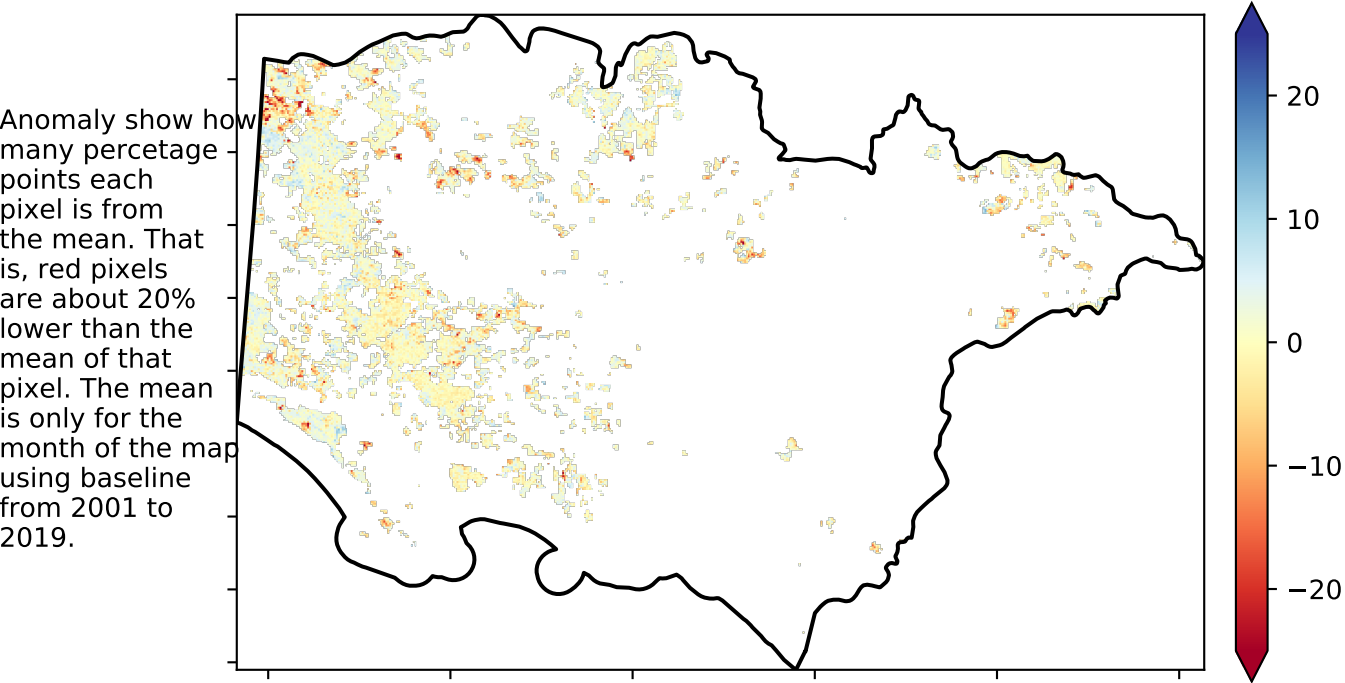 Anomaly show how
many percetage
points each
pixel is from
the mean. That
is, red pixels
are about 20%
lower than the
mean of that
pixel. The mean
is only for the
month of the map
using baseline
from 2001 to
2019.
20
10
0
−10
−20